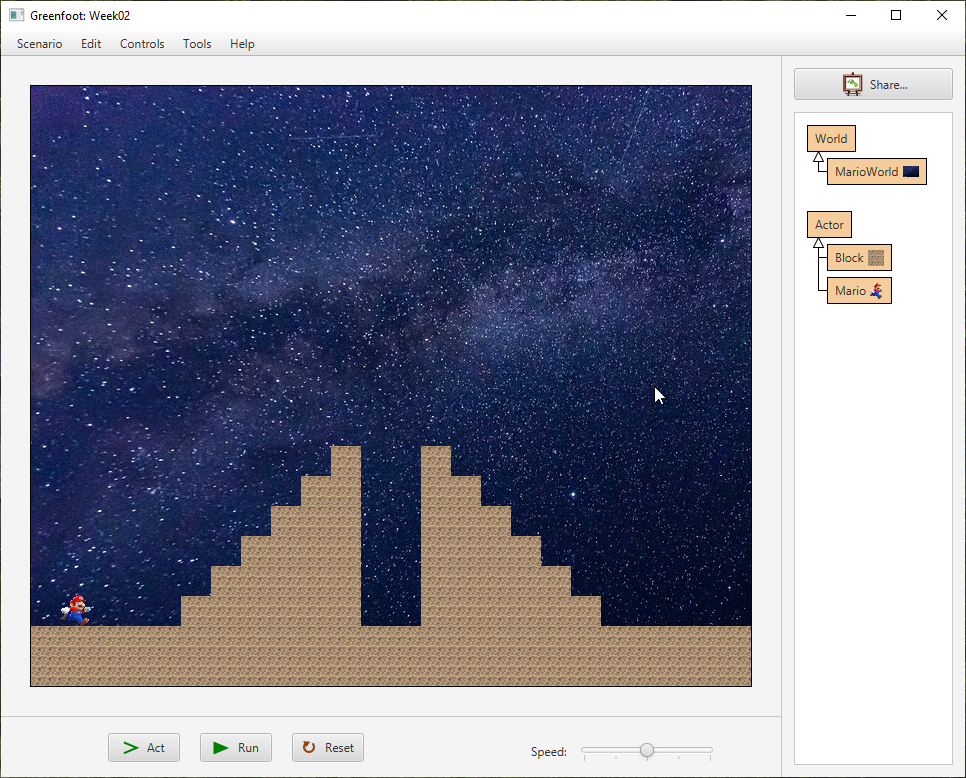 Greenfoot: Week02
Scenario Edit Controls Tools Help
Share...
World
MarioWorld
Actor
Block
Mario
Act Run Reset Speed: